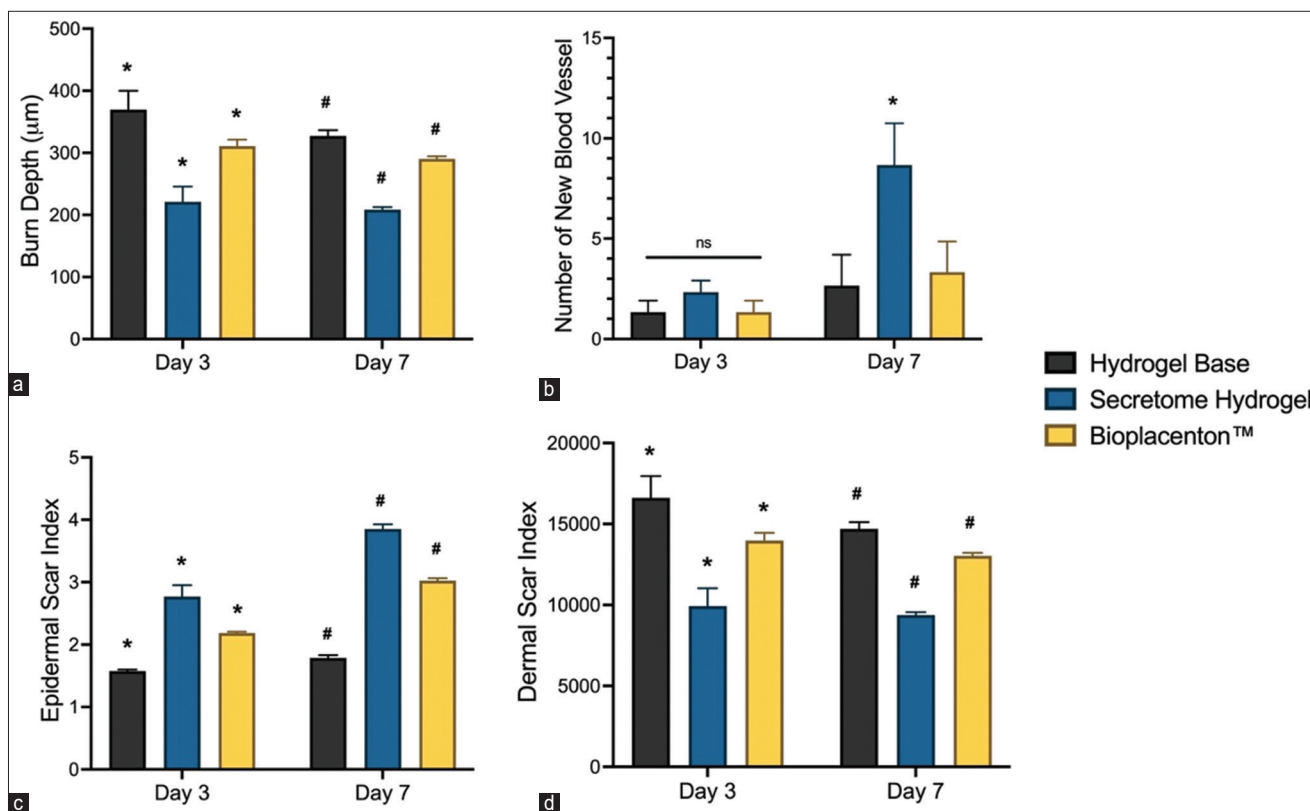 500
400
300
200
100
0
Burn Depth (μm)
*
*
*
#
#
#
Day 3
Day 7
a
15
10
5
0
Number of New Blood Vessel
ns
*
Day 3
Day 7
b
Hydrogel Base
Secretome Hydrogel
Bioplacenton™
5
4
3
2
1
0
Epidermal Scar Index
*
*
*
#
#
#
Day 3
Day 7
c
20000
15000
10000
5000
0
Dermal Scar Index
*
*
*
#
#
#
Day 3
Day 7
d